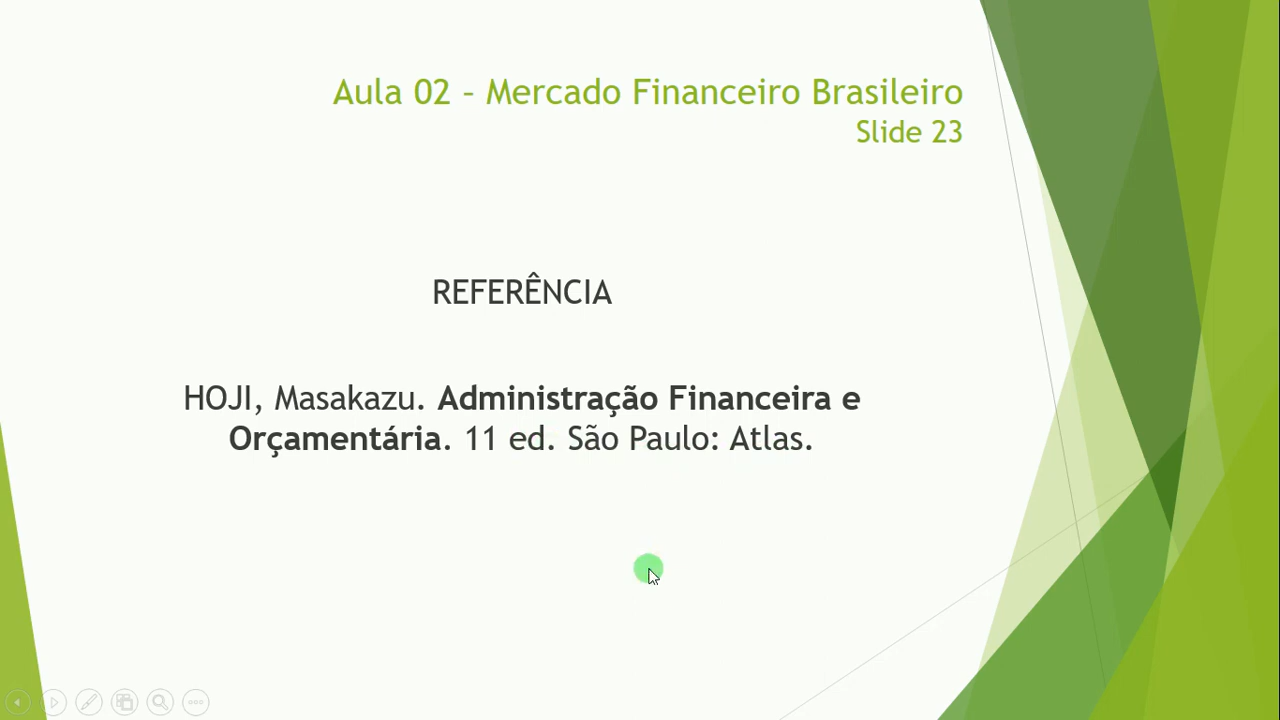 Aula 02 – Mercado Financeiro Brasileiro
Slide 23
REFERÊNCIA
HOJI, Masakazu. Administração Financeira e
Orçamentária. 11 ed. São Paulo: Atlas.